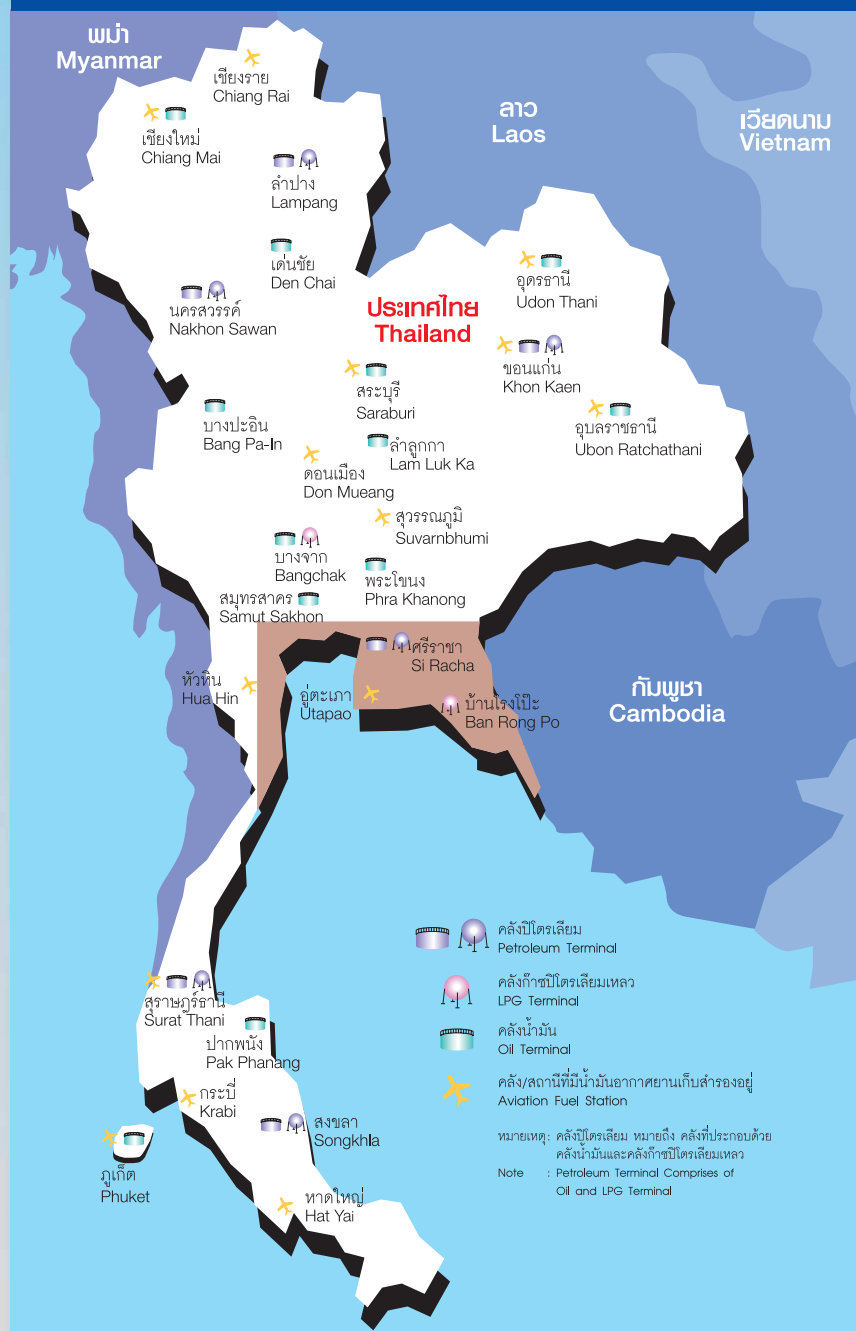 พม่า
Myanmar
เชียงราย
Chiang Rai
ลาว
Laos
เวียดนาม
Vietnam
เชียงใหม่
Chiang Mai
ลำปาง
Lampang
เด่นชัย
Den Chai
อุดรธานี
Udon Thani
นครสวรรค์
Nakhon Sawan
ประเทศไทย
Thailand
ขอนแก่น
Khon Kaen
สระบุรี
Saraburi
บางปะอิน
Bang Pa-In
อุบลราชธานี
Ubon Ratchathani
ลำลูกกา
Lam Luk Ka
ดอนเมือง
Don Mueang
สุวรรณภูมิ
Suvarnbhumi
บางจาก
Bangchak
พระโขนง
Phra Khanong
สมุทรสาคร
Samut Sakhon
ศรีราชา
Si Racha
หัวหิน
Hua Hin
อู่ตะเภา
Utapao
บ้านโรงโป๊ะ
Ban Rong Po
กัมพูชา
Cambodia
คลังปิโตรเลียม
Petroleum Terminal
คลังก๊าซปิโตรเลียมเหลว
LPG Terminal
คลังน้ำมัน
Oil Terminal
คลัง/สถานีที่มีน้ำมันอากาศยานเก็บสำรองอยู่
Aviation Fuel Station
หมายเหตุ : คลังปิโตรเลียม หมายถึง คลังที่ประกอบด้วย
คลังน้ำมันและคลังก๊าซปิโตรเลียมเหลว
Note : Petroleum Terminal Comprises of
Oil and LPG Terminal
สุราษฎร์ธานี
Surat Thani
ปากพนัง
Pak Phanang
กระบี่
Krabi
สงขลา
Songkhla
ภูเก็ต
Phuket
หาดใหญ่
Hat Yai